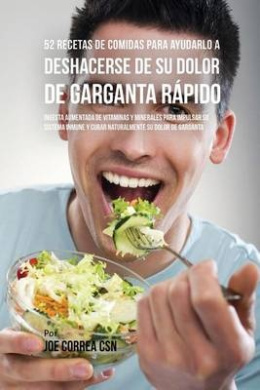 52 RECETAS DE COMIDAS PARA AYUDARLO A
DESHACERSE DE SU DOLOR
DE GARGANTA RÁPIDO
INGESTA AUMENTADA DE VITAMINAS Y MINERALES PARA IMPULSAR SU
SISTEMA INMUNE Y CURAR NATURALMENTE SU DOLOR DE GARGANTA
Por
JOE CORREA CSN